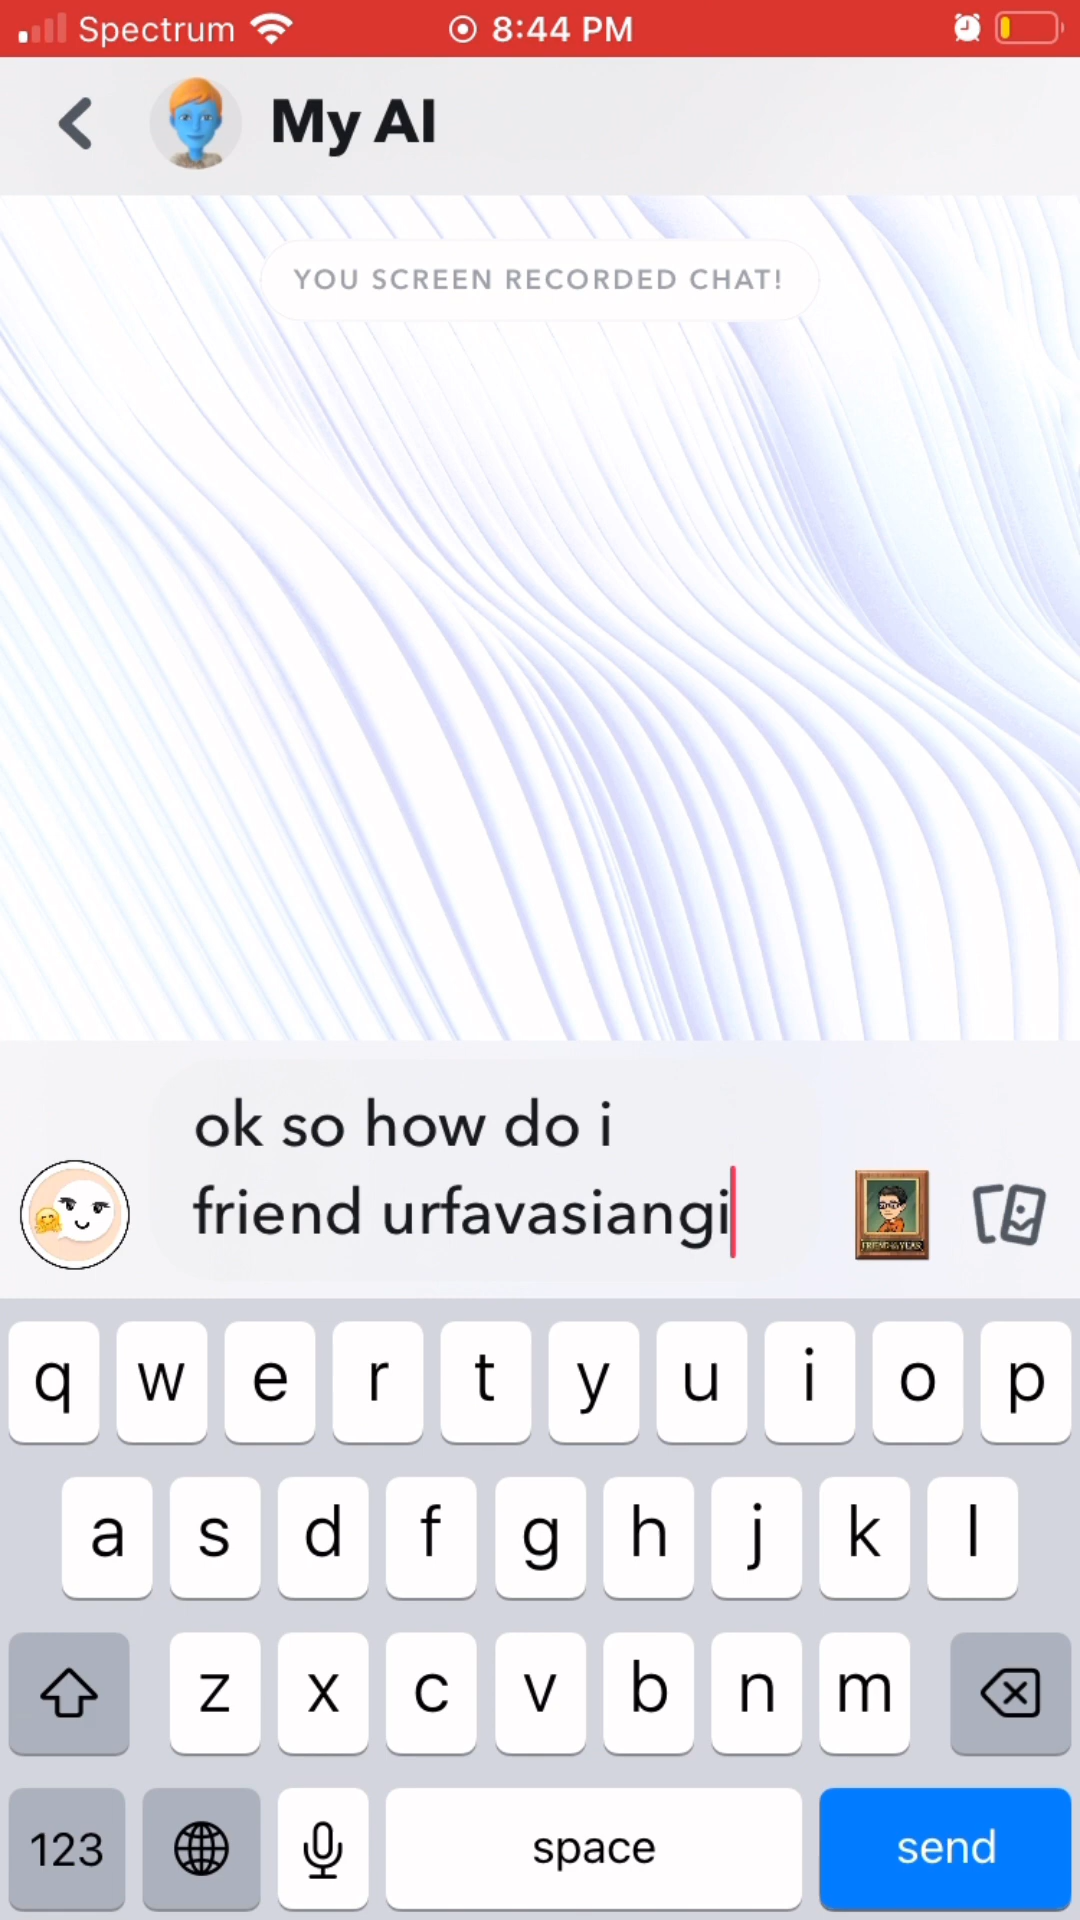 Spectrum 8:44 PM
My AI
YOU SCREEN RECORDED CHAT!
ok so how do i
friend urfavasiangi
q w e r t y u i o p
a s d f g h j k l
z x c v b n m
123 space send